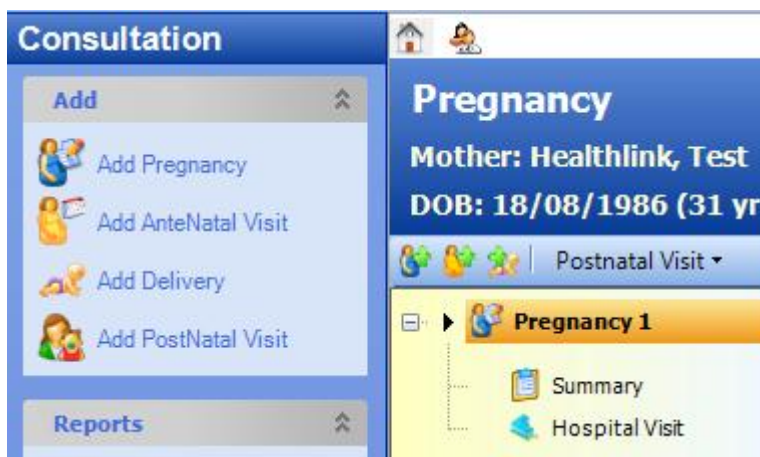 Consultation
Add
Add Pregnancy
Add AnteNatal Visit
Add Delivery
Add PostNatal Visit
Reports
Pregnancy
Mother: Healthlink, Test
DOB: 18/08/1986 (31 yr
Postnatal Visit
Pregnancy 1
Summary
Hospital Visit